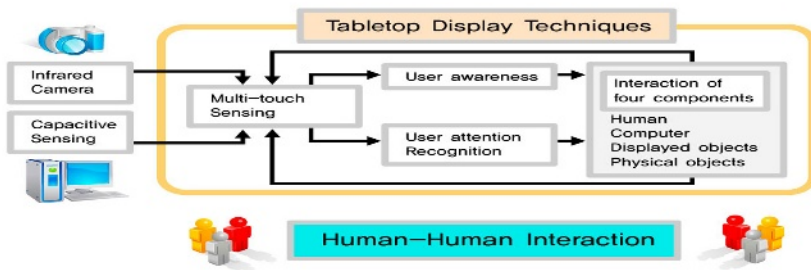 Tabletop Display Techniques
Infrared
Camera
Capacitive
Sensing
Multi-touch
Sensing
User awareness
User attention
Recognition
Interaction of
four components
Human
Computer
Displayed objects
Physical objects
Human-Human Interaction